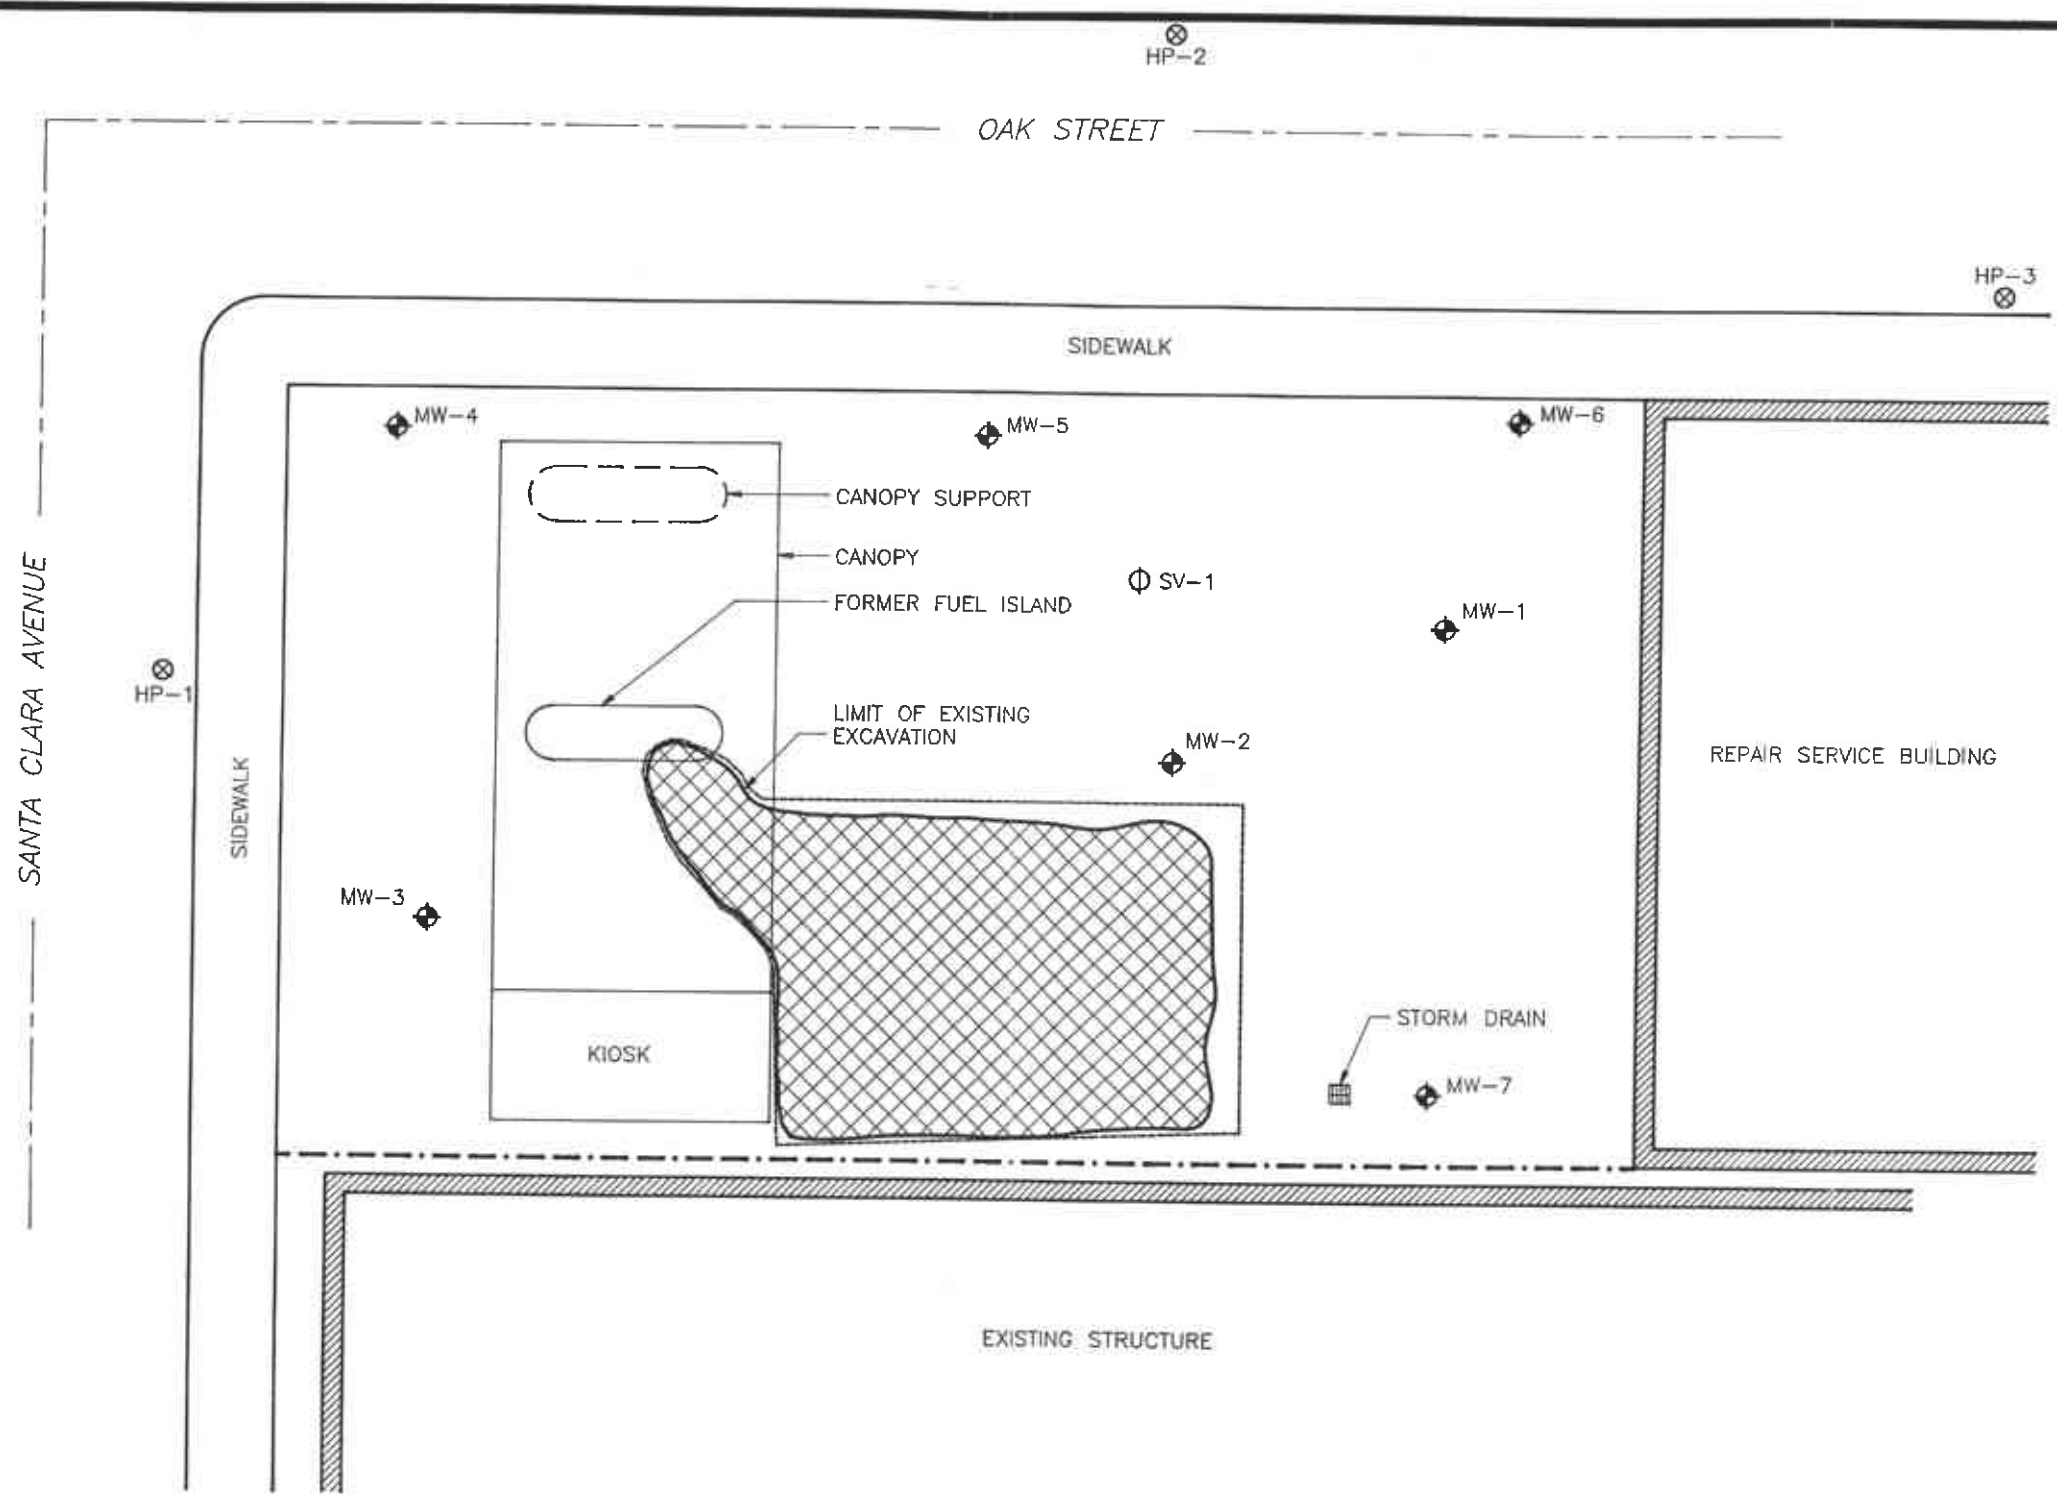 HP-2
OAK STREET
HP-3
SIDEWALK
MW-4
MW-5
MW-6
CANOPY SUPPORT
CANOPY
SV-1
FORMER FUEL ISLAND
MW-1
HP-1
SANTA CLARA AVENUE
LIMIT OF EXISTING
EXCAVATION
MW-2
REPAIR SERVICE BUILDING
SIDEWALK
MW-3
STORM DRAIN
KIOSK
MW-7
EXISTING STRUCTURE